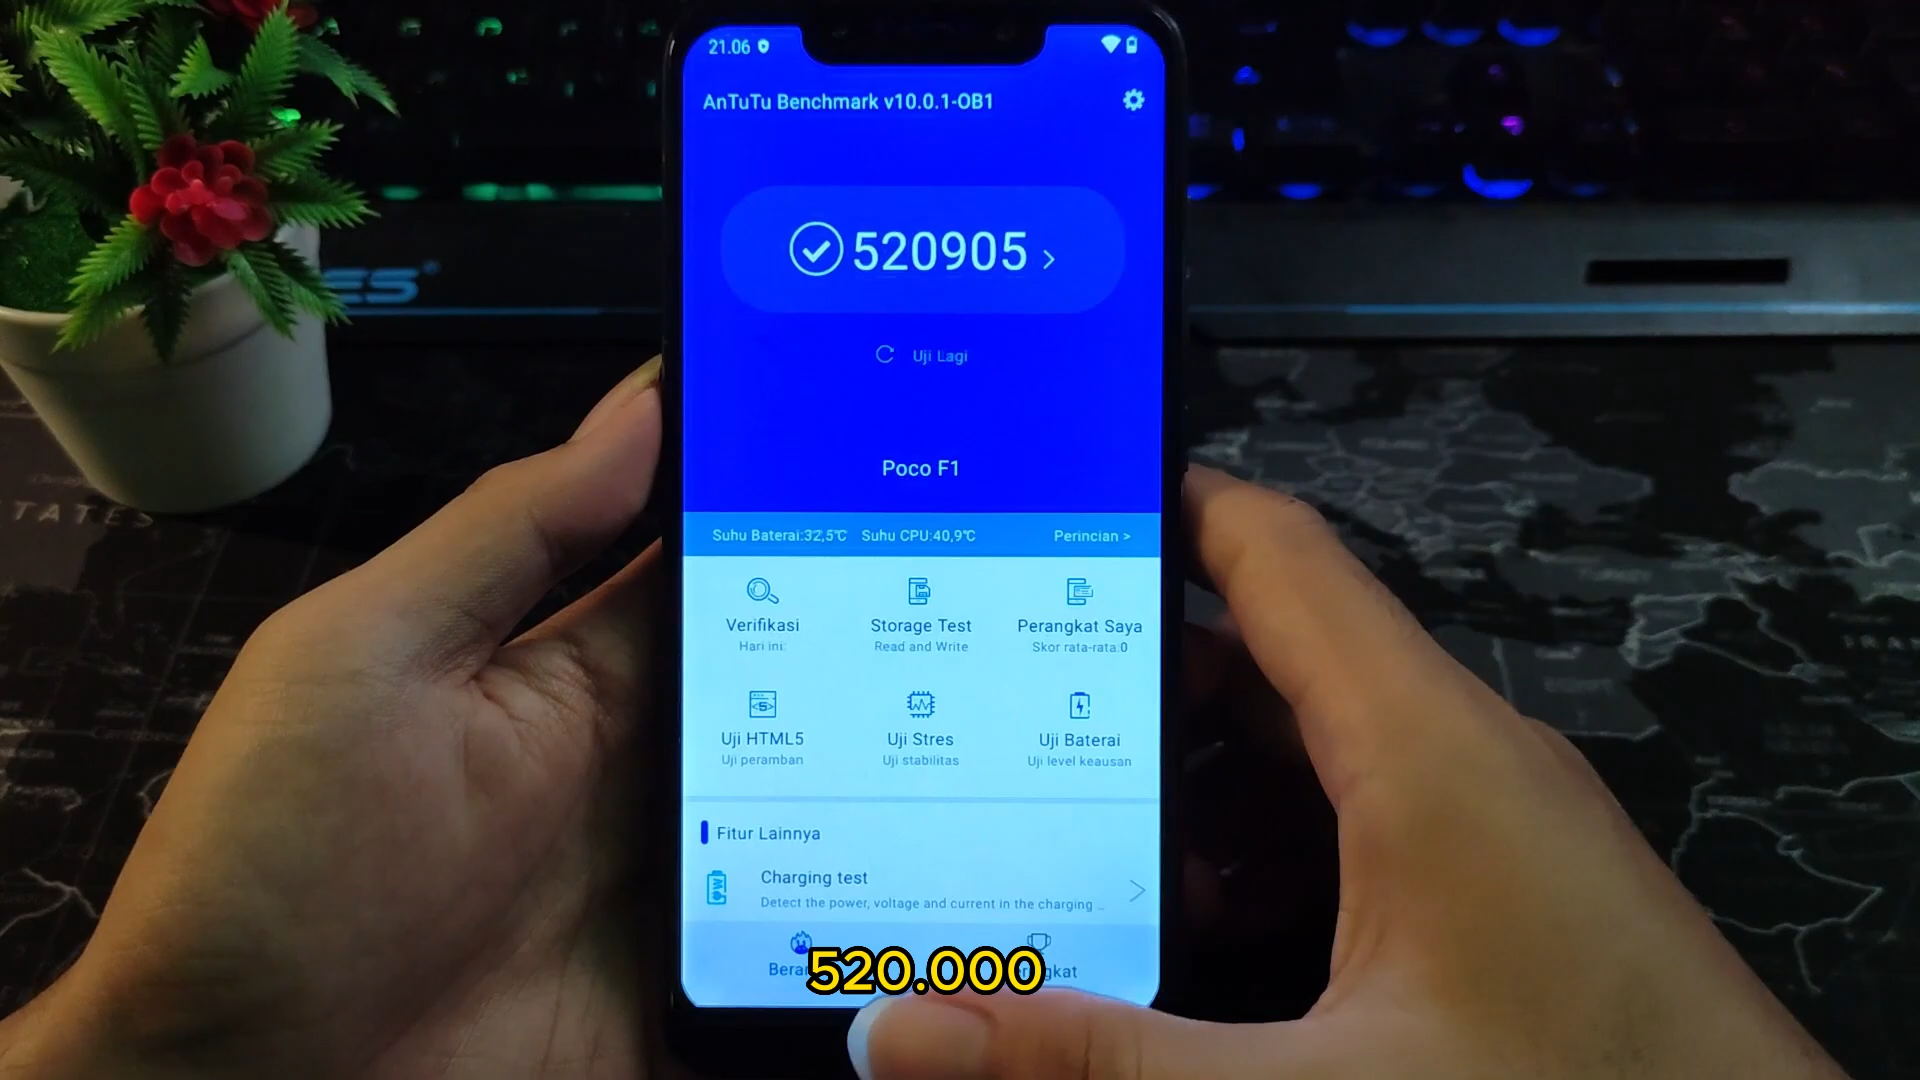 21.06
AnTuTu Benchmark v10.0.1-OB1
520905 >
Uji Lagi
Poco F1
Suhu Baterai:32,5℃ Suhu CPU:40,9℃ Perincian >
Verifikasi
Hari ini:
Storage Test
Read and Write
Perangkat Saya
Skor rata-rata 0
Uji HTML5
Uji peramban
Uji Stres
Uji stabilitas
Uji Baterai
Uji level keausan
Fitur Lainnya
Charging test
Detect the power, voltage and current in the charging ...
520.000
TATES
IRAN